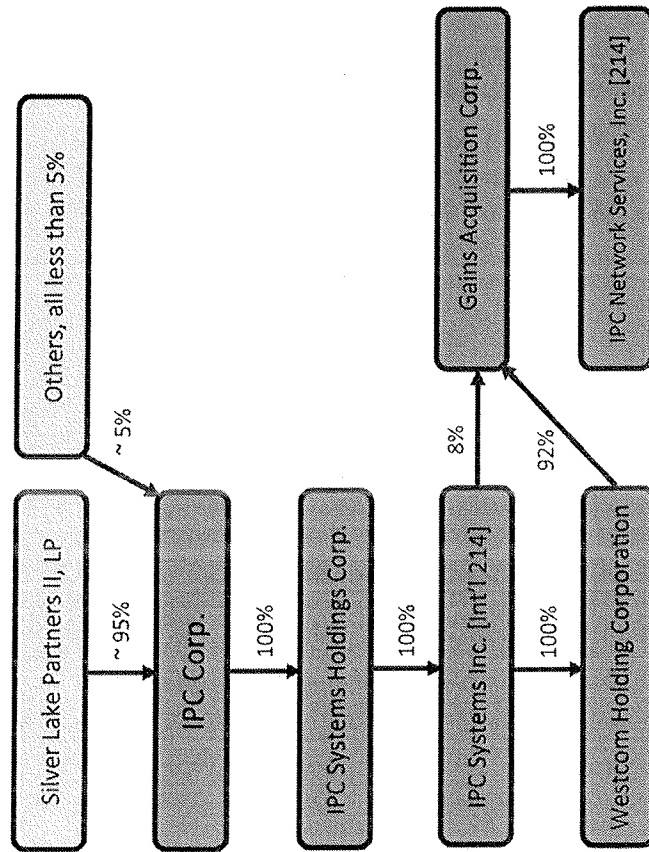 Silver Lake Partners II, LP
Others, all less than 5%
~ 95%
~ 5%
IPC Corp.
100%
IPC Systems Holdings Corp.
100%
IPC Systems Inc. [Int'l 214]
8%
Gains Acquisition Corp.
100%
92%
100%
Westcom Holding Corporation
IPC Network Services, Inc. [214]